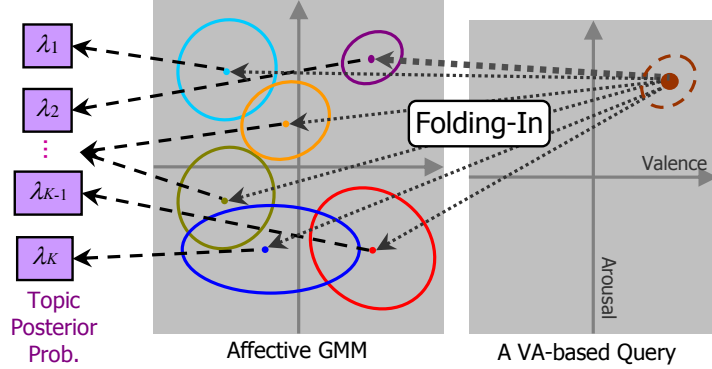 λ1
λ2
...
λK-1
λK
Topic
Posterior
Prob.
Folding-In
Valence
Arousal
Affective GMM
A VA-based Query